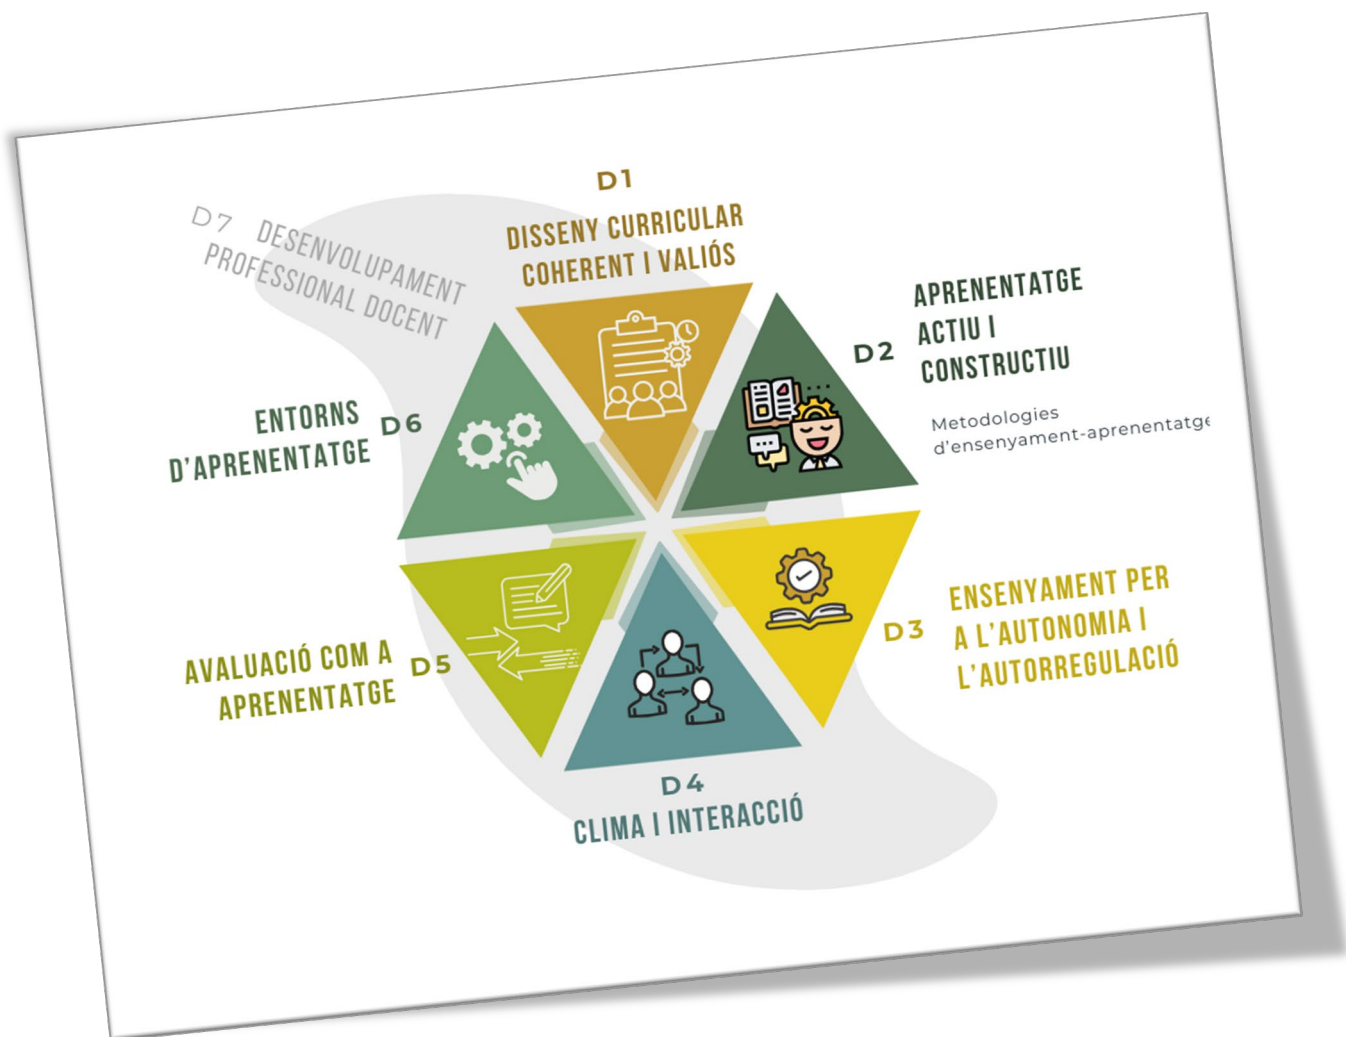 D1
DISSENY CURRICULAR
COHERENT I VALIÓS
D7 DESENVOLUPAMENT
PROFESSIONAL DOCENT
D2
APRENENTATGE
ACTIU I
CONSTRUCTIU
Metodologies
d'ensenyament-aprenentatge
D6
ENTORNS
D'APRENENTATGE
D3
ENSENYAMENT PER
A L'AUTONOMIA I
L'AUTORREGULACIÓ
D5
AVALUACIÓ COM A
APRENENTATGE
D4
CLIMA I INTERACCIÓ